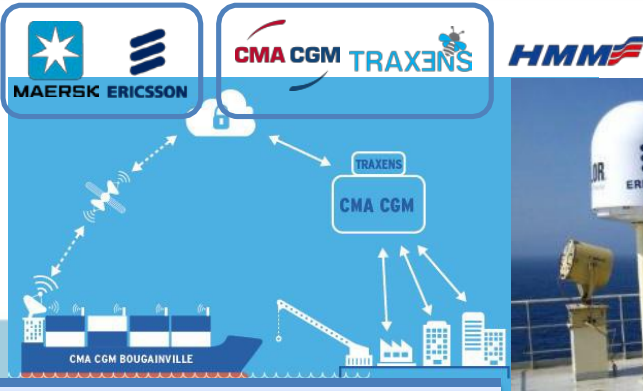 MAERSK ERICSSON
CMA CGM TRAXENS
HMM
TRAXENS
CMA CGM
CMA CGM BOUGAINVILLE